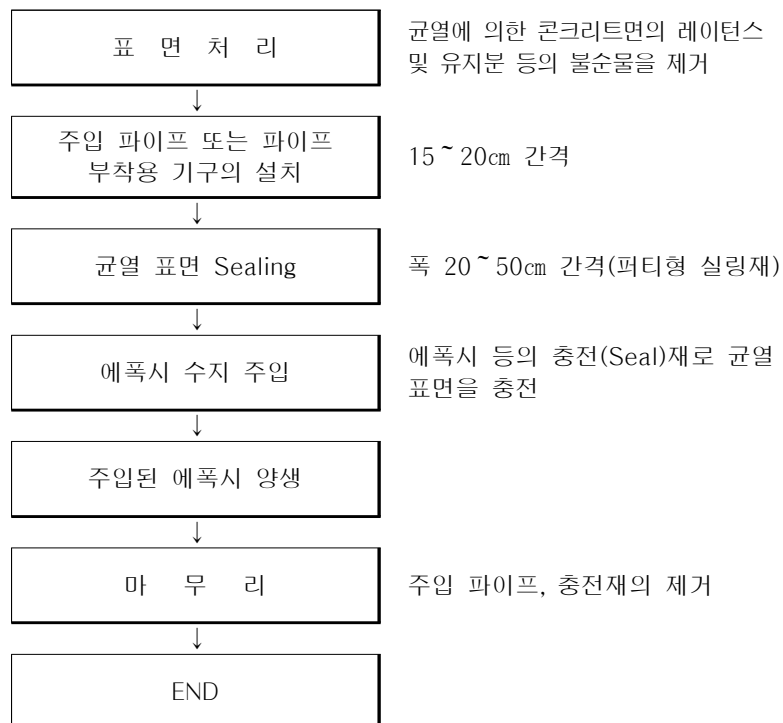 표 면 처 리
균열에 의한 콘크리트면의 레이턴스
및 유지분 등의 불순물을 제거
↓
주입 파이프 또는 파이프
부착용 기구의 설치
15~20㎝ 간격
↓
균열 표면 Sealing
폭 20~50㎝ 간격(퍼티형 실링재)
↓
에폭시 수지 주입
에폭시 등의 충전(Seal)재로 균열
표면을 충전
↓
주입된 에폭시 양생
↓
마 무 리
주입 파이프, 충전재의 제거
↓
END